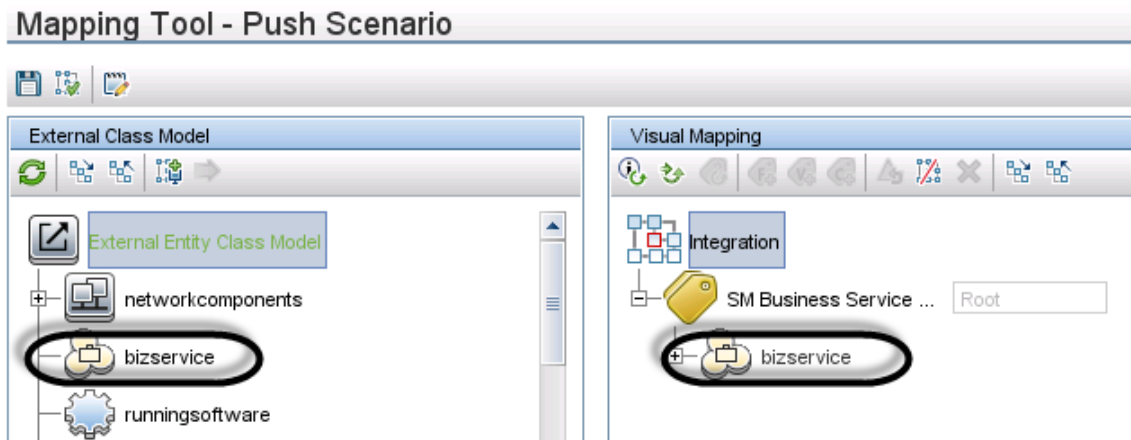 Mapping Tool - Push Scenario
External Class Model
Visual Mapping
External Entity Class Model
networkcomponents
bizservice
runningsoftware
Integration
SM Business Service ... Root
bizservice